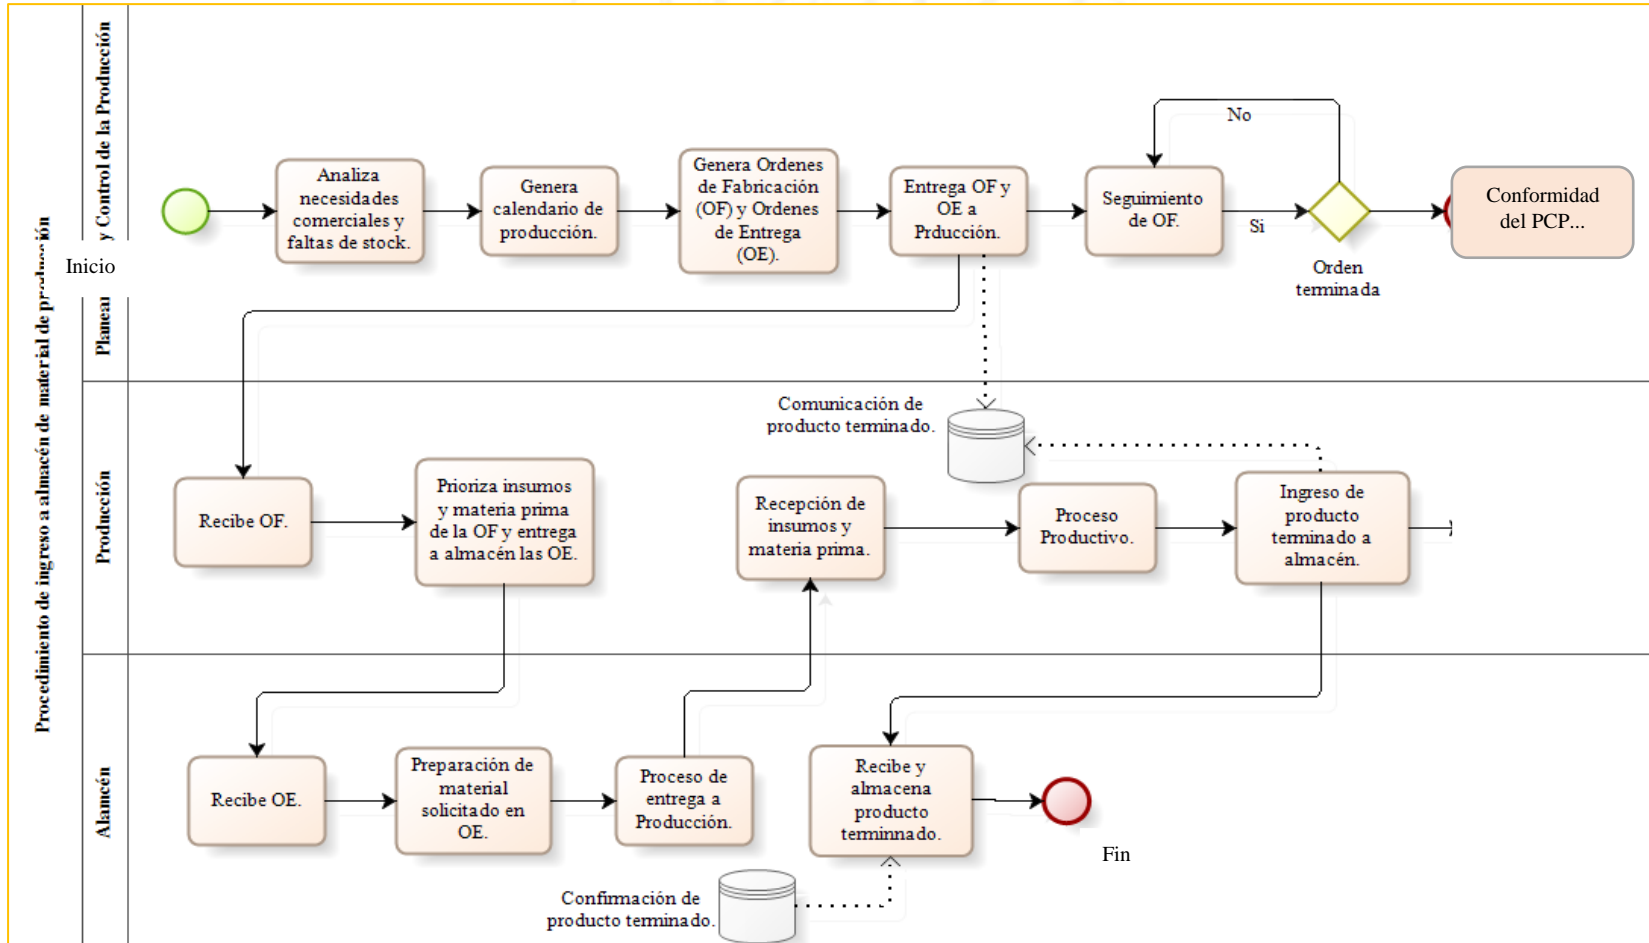 Procedimiento de ingreso a almacén de material de producción
y Control de la Producción
Inicio
Analiza
necesidades
comerciales y
faltas de stock.
Genera
calendario de
producción.
Genera Ordenes
de Fabricación
(OF) y Ordenes
de Entrega
(OE).
Entrega OF y
OE a
Prducción.
Seguimiento
de OF.
No
Si
Orden
terminada
Conformidad
del PCP...
Producción
Recibe OF.
Prioriza insumos
y materia prima
de la OF y entrega
a almacén las OE.
Recepción de
insumos y
materia prima.
Comunicación de
producto terminado.
Proceso
Productivo.
Ingreso de
producto
terminado a
almacén.
Alamcén
Recibe OE.
Preparación de
material
solicitado en
OE.
Proceso de
entrega a
Producción.
Recibe y
almacena
producto
terminnado.
Fin
Confirmación de
producto terminado.